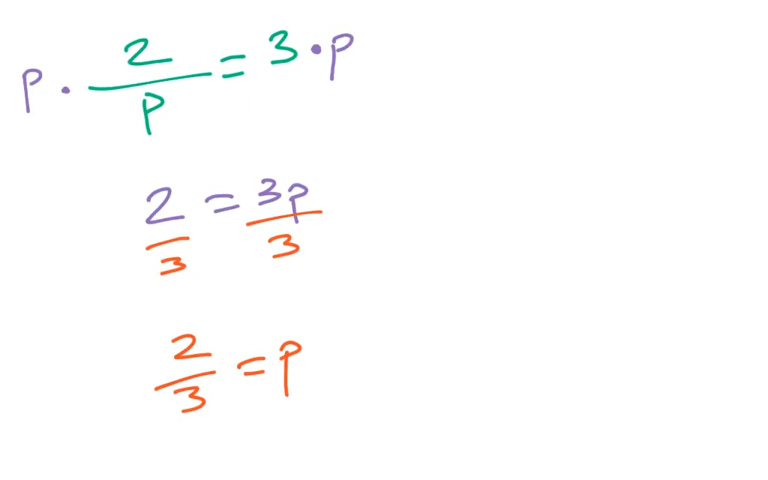 p · 2/p = 3 · p
2/3 = 3p/3
2/3 = p